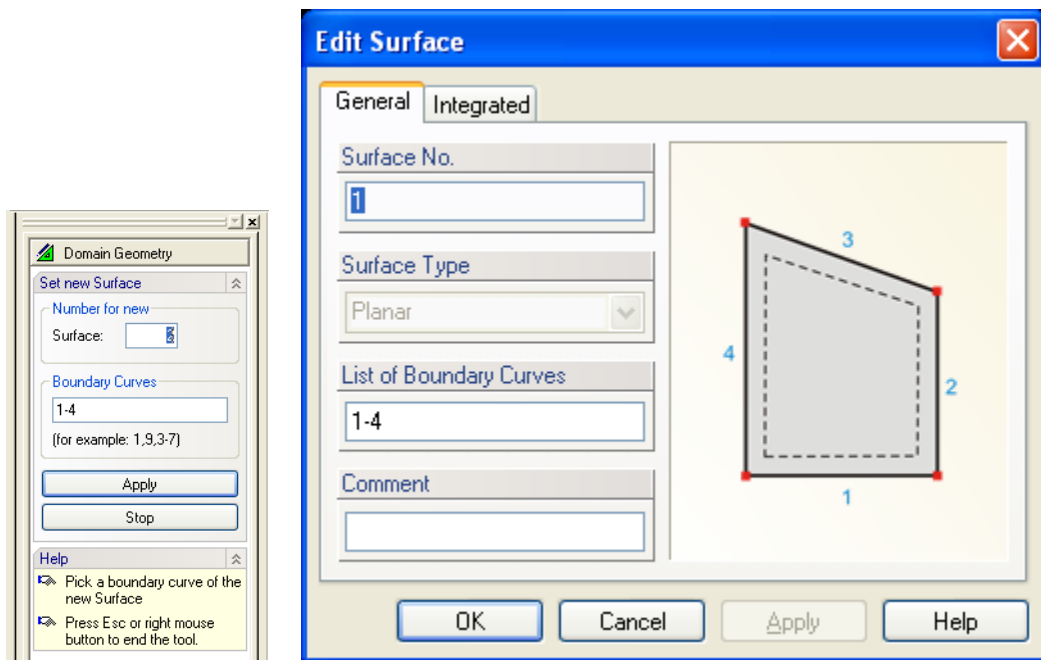 Domain Geometry
Set new Surface
Number for new
Surface:
Boundary Curves
1-4
(for example: 1,9,3-7)
Apply
Stop
Help
Pick a boundary curve of the
new Surface
Press Esc or right mouse
button to end the tool.
Edit Surface
General Integrated
Surface No.
1
Surface Type
Planar
List of Boundary Curves
1-4
Comment
3
4
2
1
OK Cancel Apply Help